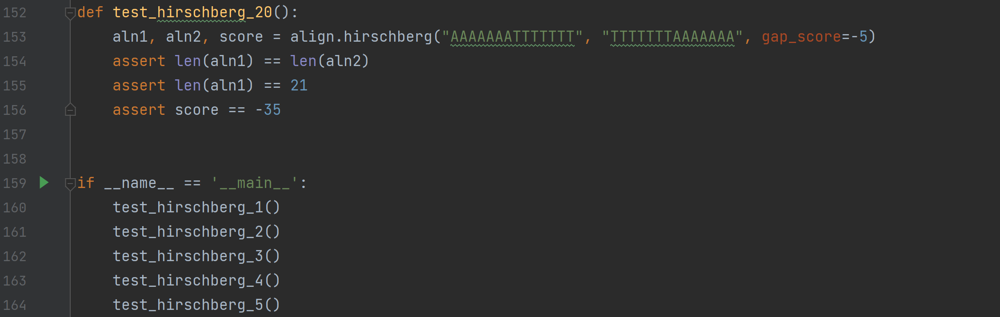 152 def test_hirschberg_20():
153     aln1, aln2, score = align.hirschberg("AAAAAAATTTTTTT", "TTTTTTTAAAAAAA", gap_score=-5)
154     assert len(aln1) == len(aln2)
155     assert len(aln1) == 21
156     assert score == -35
157
158
159 if __name__ == '__main__':
160     test_hirschberg_1()
161     test_hirschberg_2()
162     test_hirschberg_3()
163     test_hirschberg_4()
164     test_hirschberg_5()